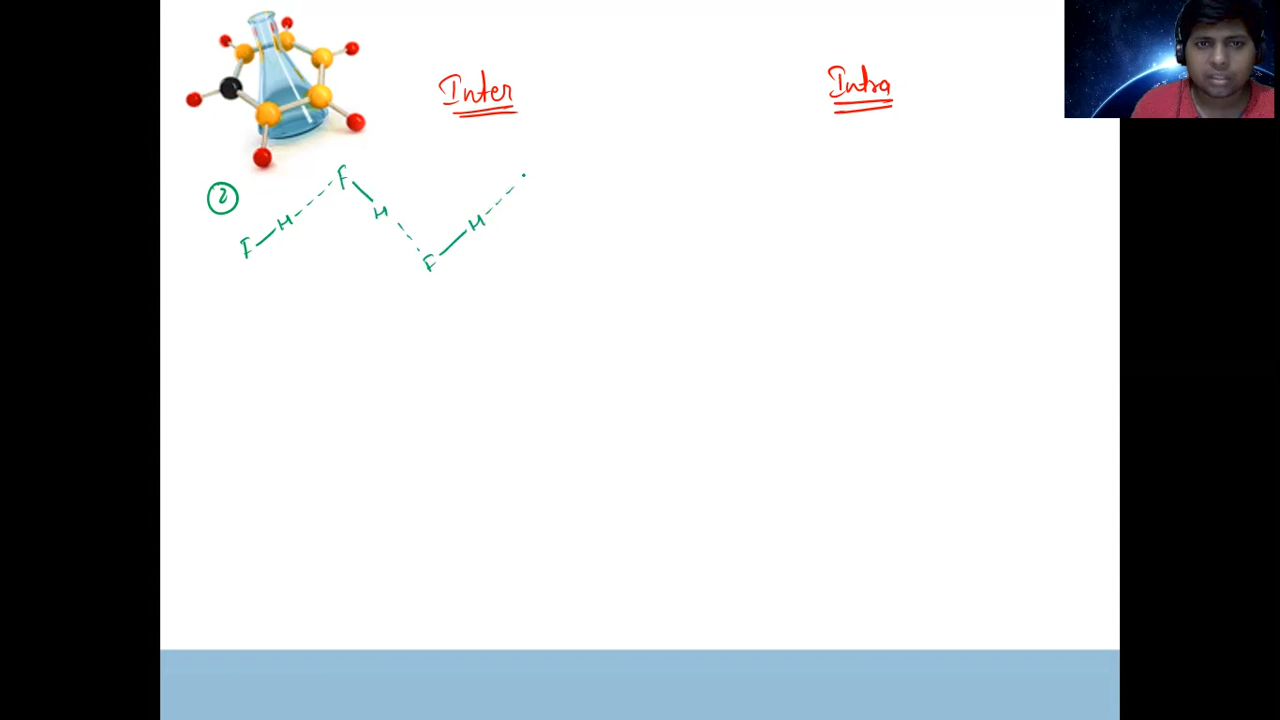 Inter Intra
②
F H F H F H